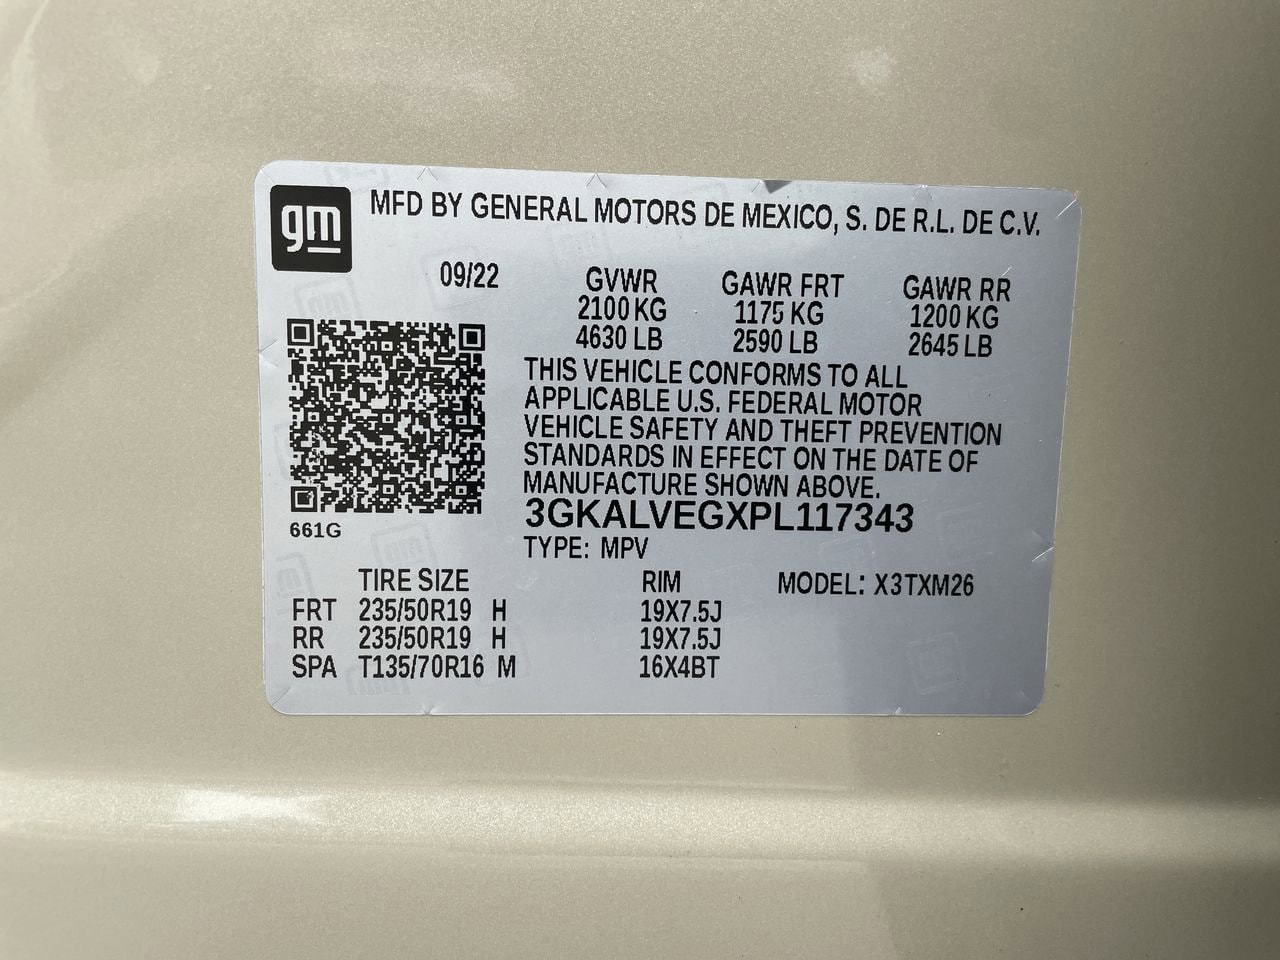 gm
MFD BY GENERAL MOTORS DE MEXICO, S. DE R.L. DE C.V.
09/22 GVWR GAWR FRT GAWR RR
2100 KG 1175 KG 1200 KG
4630 LB 2590 LB 2645 LB
THIS VEHICLE CONFORMS TO ALL
APPLICABLE U.S. FEDERAL MOTOR
VEHICLE SAFETY AND THEFT PREVENTION
STANDARDS IN EFFECT ON THE DATE OF
MANUFACTURE SHOWN ABOVE.
3GKALVEGXPL117343
661G
TYPE: MPV
TIRE SIZE RIM MODEL: X3TXM26
FRT 235/50R19 H 19X7.5J
RR 235/50R19 H 19X7.5J
SPA T135/70R16 M 16X4BT